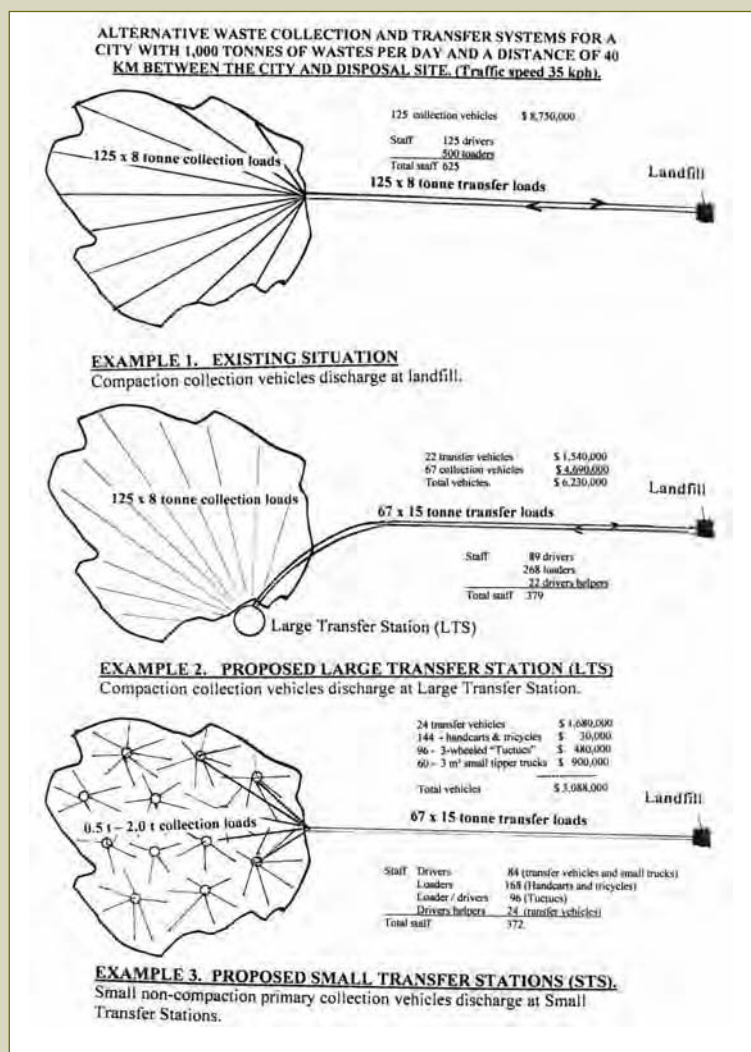 ALTERNATIVE WASTE COLLECTION AND TRANSFER SYSTEMS FOR A
CITY WITH 1,000 TONNES OF WASTES PER DAY AND A DISTANCE OF 40
KM BETWEEN THE CITY AND DISPOSAL SITE. (Traffic speed 35 kph).
125 collection vehicles $ 8,750,000
Staff 125 drivers
500 loaders
Total staff 625
125 x 8 tonne collection loads
125 x 8 tonne transfer loads
Landfill
EXAMPLE 1. EXISTING SITUATION
Compaction collection vehicles discharge at landfill.
22 transfer vehicles $ 1,540,000
67 collection vehicles $ 4,690,000
Total vehicles. $ 6,230,000
Landfill
125 x 8 tonne collection loads
67 x 15 tonne transfer loads
Staff 89 drivers
268 loaders
22 drivers helpers
Total staff 379
Large Transfer Station (LTS)
EXAMPLE 2. PROPOSED LARGE TRANSFER STATION (LTS)
Compaction collection vehicles discharge at Large Transfer Station.
24 transfer vehicles $ 1,680,000
144 - handcarts & tricycles $ 30,000
96 - 3-wheeled "Tuctucs" $ 480,000
60 - 3 m³ small tipper trucks $ 900,000
Total vehicles $ 3,088,000
Landfill
0.5 t – 2.0 t collection loads
67 x 15 tonne transfer loads
Staff Drivers 84 (transfer vehicles and small trucks)
Loaders 168 (Handcarts and tricycles)
Loader / drivers 96 (Tuctucs)
Drivers helpers 24 (transfer vehicles)
Total staff 372
EXAMPLE 3. PROPOSED SMALL TRANSFER STATIONS (STS).
Small non-compaction primary collection vehicles discharge at Small
Transfer Stations.